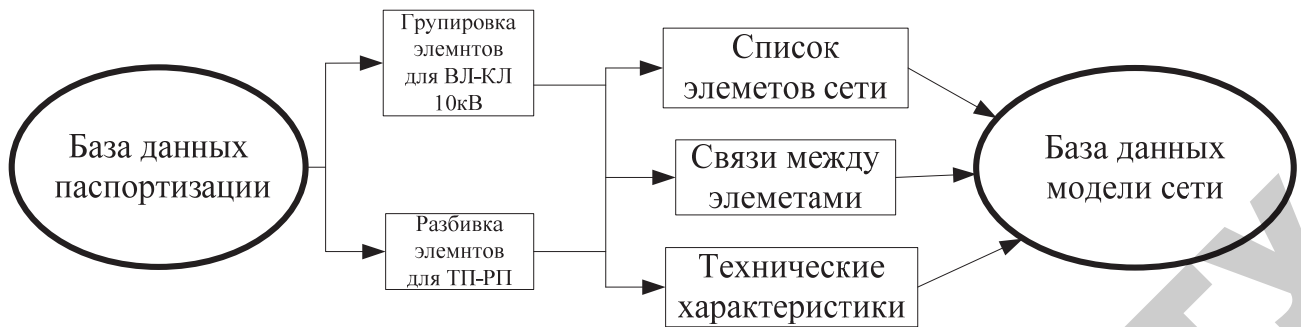 База данных
паспортизации
Групировка
элемнтов
для ВЛ-КЛ
10кВ
Разбивка
элемнтов
для ТП-РП
Список
элеметов сети
Связи между
элеметами
Технические
характеристики
База данных
модели сети